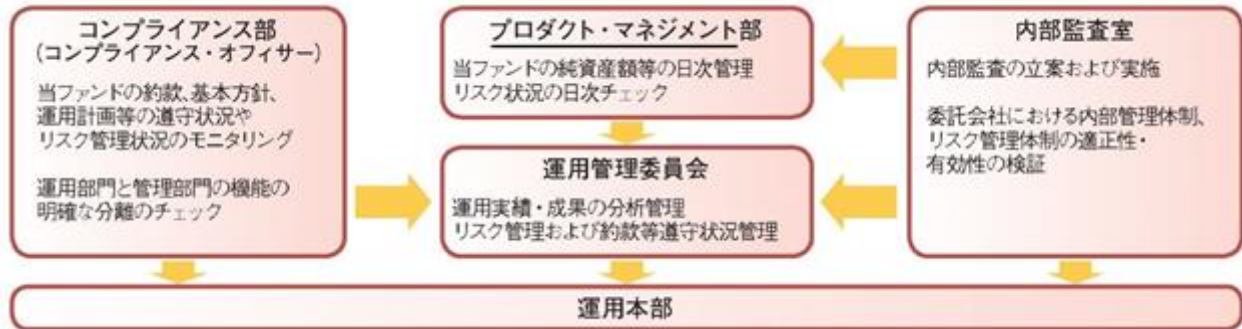 コンプライアンス部
(コンプライアンス・オフィサー)
当ファンドの約款、基本方針、
運用計画等の遵守状況や
リスク管理状況のモニタリング
運用部門と管理部門の機能の
明確な分離のチェック
プロダクト・マネジメント部
当ファンドの純資産額等の日次管理
リスク状況の日次チェック
運用管理委員会
運用実績・成果の分析管理
リスク管理および約款等遵守状況管理
内部監査室
内部監査の立案および実施
委託会社における内部管理体制、
リスク管理体制の適正性・
有効性の検証
運用本部